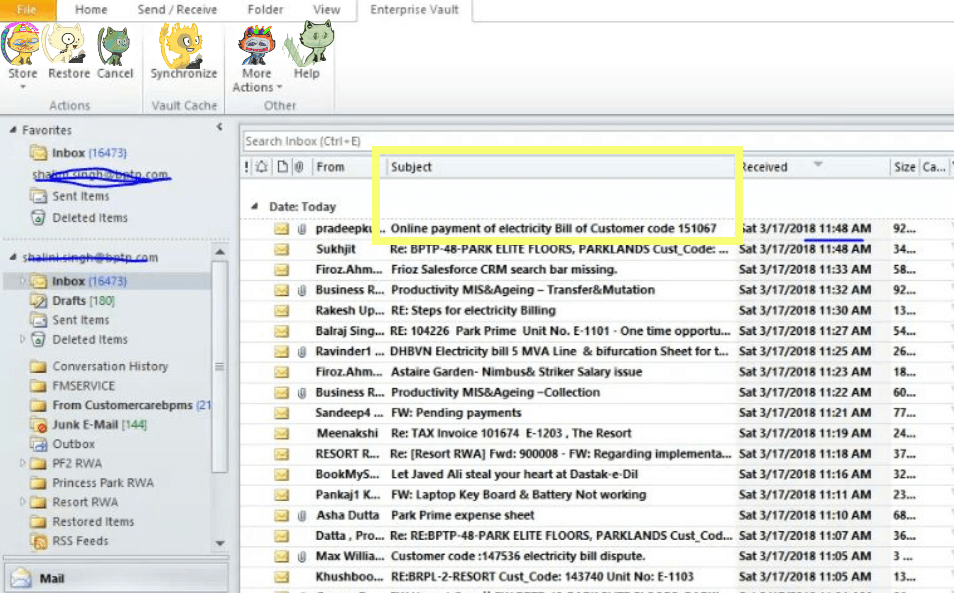 File Home Send / Receive Folder View Enterprise Vault
Store Restore Cancel Synchronize More Actions Help
Actions Vault Cache Other
Favorites
Inbox (16473)
Sent Items
Deleted Items
Inbox (16473)
Drafts [180]
Sent Items
Deleted Items
Conversation History
FMSERVICE
From Customercarebpms (21
Junk E-Mail [144]
Outbox
PF2 RWA
Princess Park RWA
Resort RWA
Restored Items
RSS Feeds
Mail
Search Inbox (Ctrl+E)
! From Subject Received Size Ca...
Date: Today
pradeepku... Online payment of electricity Bill of Customer code 151067 Sat 3/17/2018 11:48 AM 92...
Sukhjit Re: BPTP-48-PARK ELITE FLOORS, PARKLANDS Cust_Code: ... Sat 3/17/2018 11:48 AM 34...
Firoz.Ahm... Frioz Salesforce CRM search bar missing. Sat 3/17/2018 11:33 AM 58...
Business R... Productivity MIS&Ageing – Transfer&Mutation Sat 3/17/2018 11:32 AM 92...
Rakesh Up... RE: Steps for electricity Billing Sat 3/17/2018 11:30 AM 13...
Balraj Sing... RE: 104226 Park Prime Unit No. E-1101 - One time opportu... Sat 3/17/2018 11:27 AM 54...
Ravinder1 ... DHBVN Electricity bill 5 MVA Line & bifurcation Sheet for t... Sat 3/17/2018 11:25 AM 26...
Firoz.Ahm... Astaire Garden- Nimbus& Striker Salary issue Sat 3/17/2018 11:23 AM 18...
Business R... Productivity MIS&Ageing –Collection Sat 3/17/2018 11:22 AM 60...
Sandeep4 ... FW: Pending payments Sat 3/17/2018 11:21 AM 77...
Meenakshi Re: TAX Invoice 101674 E-1203 , The Resort Sat 3/17/2018 11:19 AM 24...
RESORT R... Re: [Resort RWA] Fwd: 900008 - FW: Regarding implementa... Sat 3/17/2018 11:18 AM 37...
BookMyS... Let Javed Ali steal your heart at Dastak-e-Dil Sat 3/17/2018 11:16 AM 32...
Pankaj1 K... FW: Laptop Key Board & Battery Not working Sat 3/17/2018 11:11 AM 23...
Asha Dutta Park Prime expense sheet Sat 3/17/2018 11:10 AM 68...
Datta , Pro... Re: RE:BPTP-48-PARK ELITE FLOORS, PARKLANDS Cust_Cod... Sat 3/17/2018 11:07 AM 36...
Max Willia... Customer code :147536 electricity bill dispute. Sat 3/17/2018 11:05 AM 3 ...
Khushboo... RE:BRPL-2-RESORT Cust_Code: 143740 Unit No: E-1103 Sat 3/17/2018 11:05 AM 13...